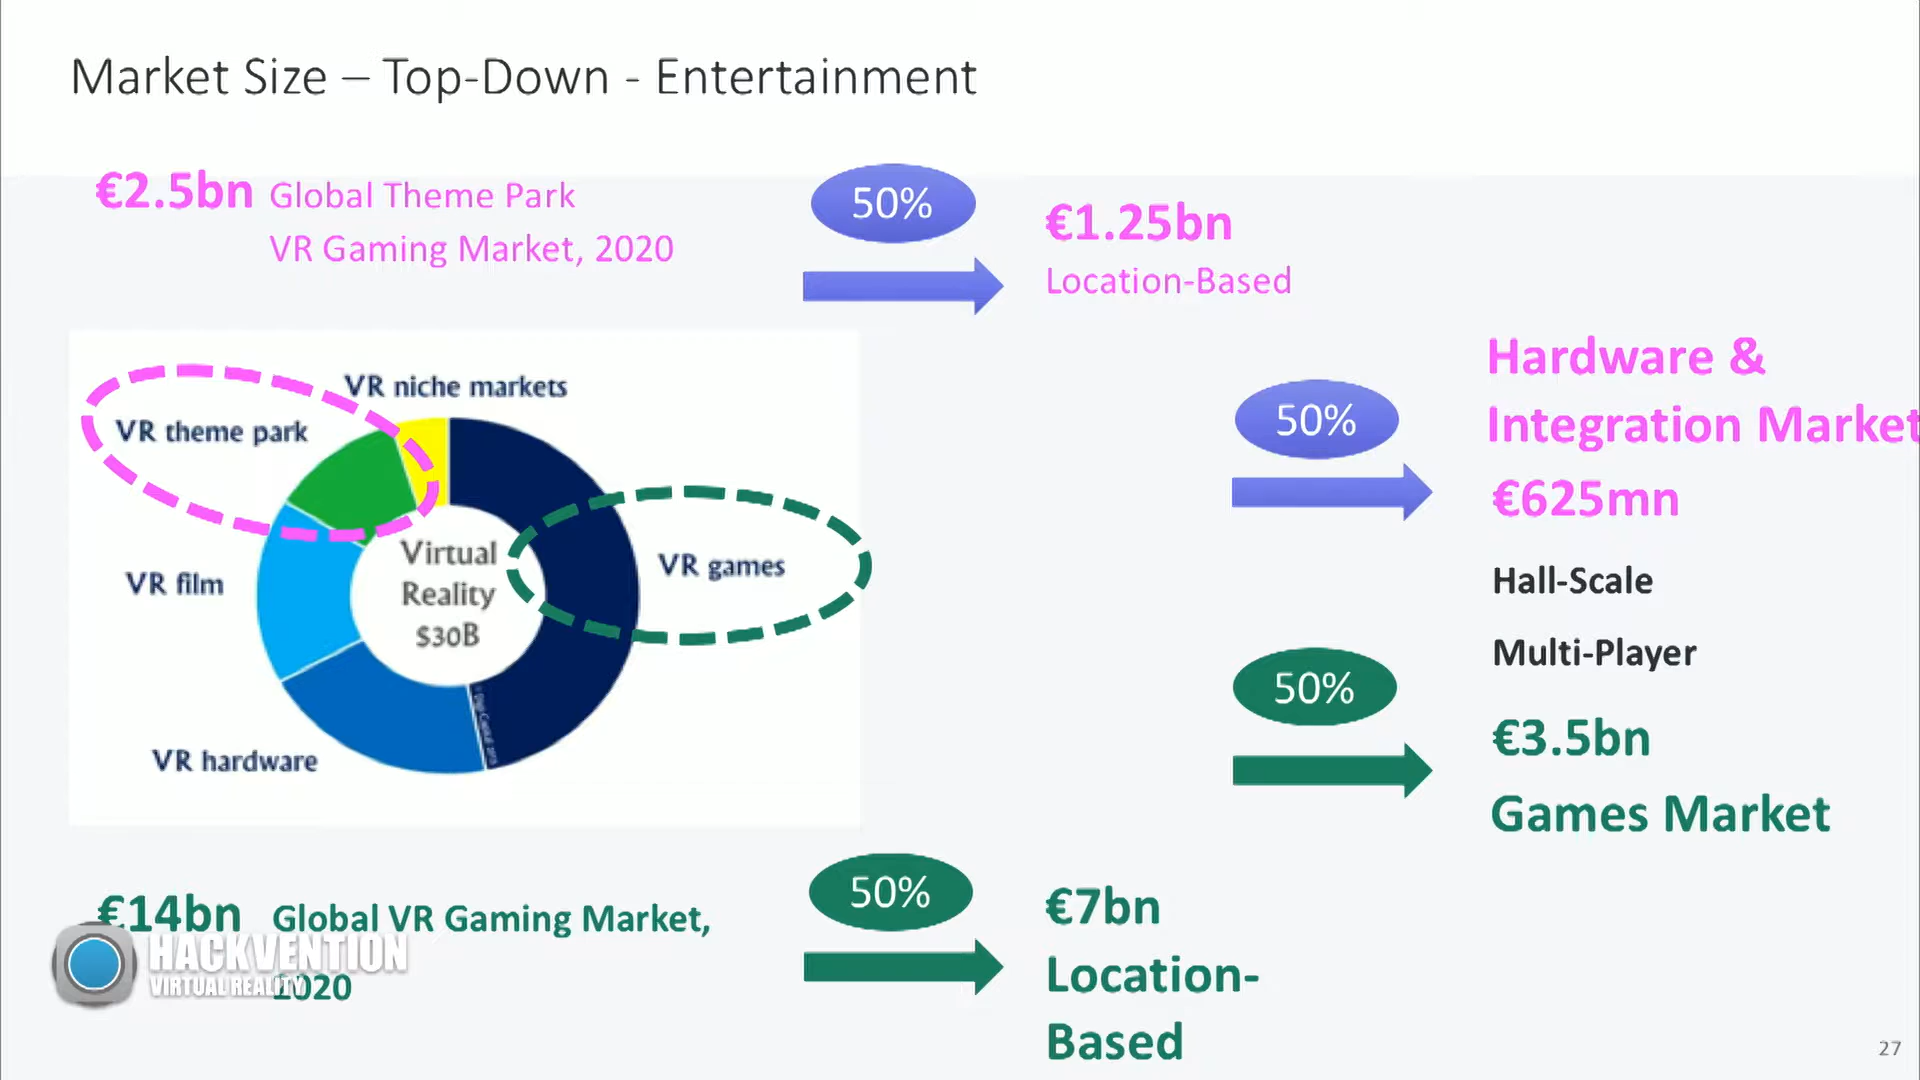 Market Size – Top-Down - Entertainment
€2.5bn Global Theme Park
VR Gaming Market, 2020
50%
€1.25bn
Location-Based
VR niche markets
VR theme park
VR film
VR hardware
VR games
Virtual
Reality
$30B
50%
Hardware &
Integration Market
€625mn
Hall-Scale
Multi-Player
50%
€3.5bn
Games Market
€14bn Global VR Gaming Market,
2020
50%
€7bn
Location-
Based
HACKVENTION
VIRTUAL REALITY
27